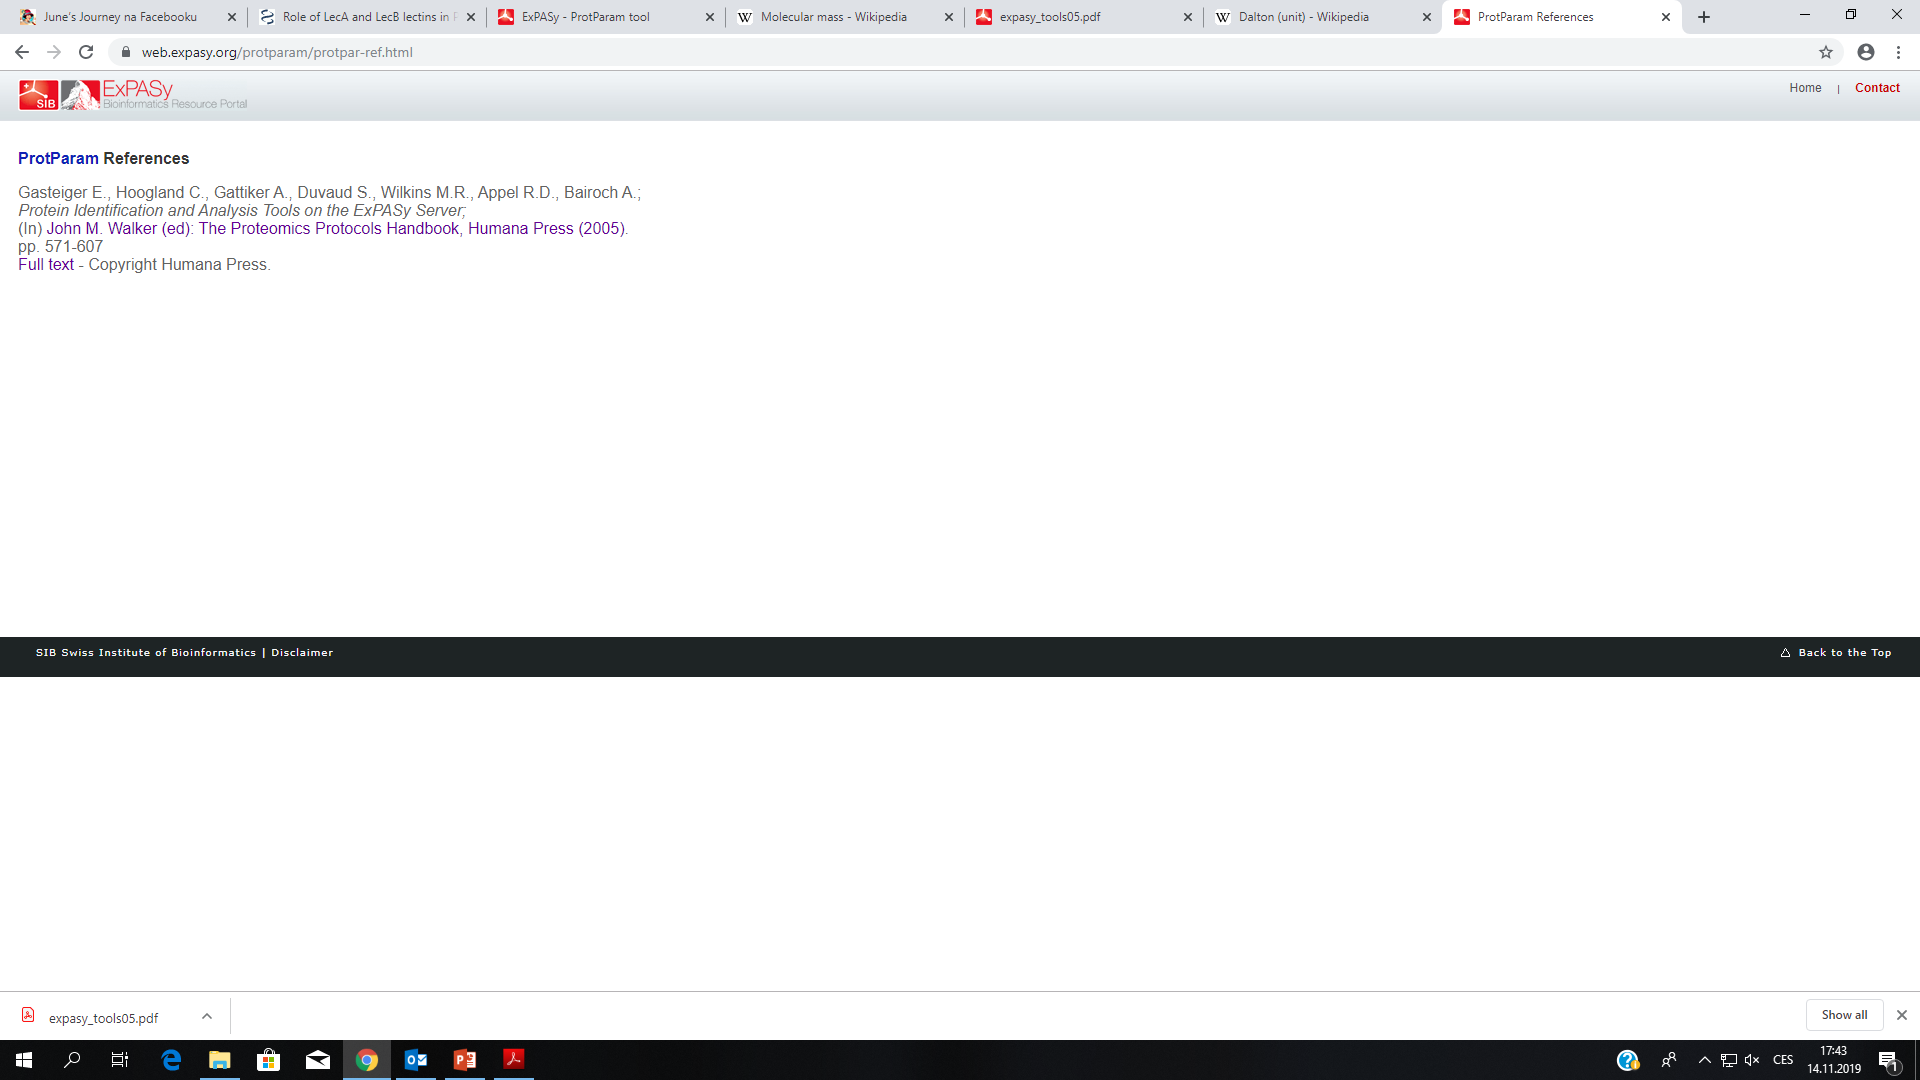 June's Journey na Facebooku
Role of LecA and LecB lectins in
ExPASy - ProtParam tool
Molecular mass - Wikipedia
expasy_tools05.pdf
Dalton (unit) - Wikipedia
ProtParam References
web.expasy.org/protparam/protpar-ref.html
SIB
ExPASy
Bioinformatics Resource Portal
Home | Contact
ProtParam References
Gasteiger E., Hoogland C., Gattiker A., Duvaud S., Wilkins M.R., Appel R.D., Bairoch A.;
Protein Identification and Analysis Tools on the ExPASy Server;
(In) John M. Walker (ed): The Proteomics Protocols Handbook, Humana Press (2005).
pp. 571-607
Full text - Copyright Humana Press.
SIB Swiss Institute of Bioinformatics | Disclaimer
Back to the Top
expasy_tools05.pdf
Show all
CES
17:43
14.11.2019
1